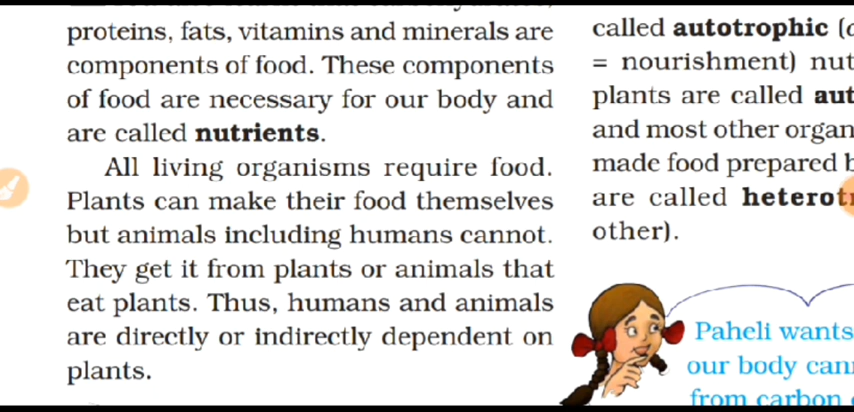 proteins, fats, vitamins and minerals are
components of food. These components
of food are necessary for our body and
are called nutrients.
All living organisms require food.
Plants can make their food themselves
but animals including humans cannot.
They get it from plants or animals that
eat plants. Thus, humans and animals
are directly or indirectly dependent on
plants.
called autotrophic
= nourishment)
plants are called
and most other
made food prepared
are called
other).
Paheli wants
our body
from carbon